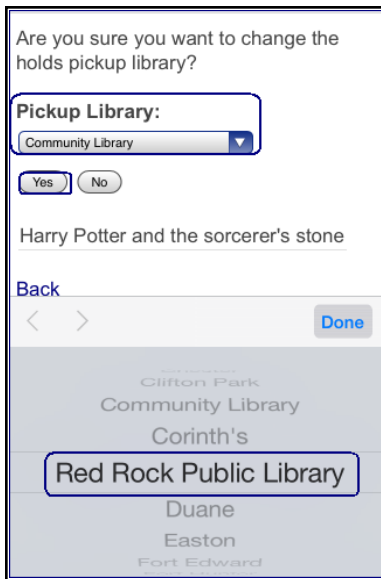 Are you sure you want to change the
holds pickup library?
Pickup Library:
Community Library
Yes No
Harry Potter and the sorcerer's stone
Back
Done
Clifton Park
Community Library
Corinth's
Red Rock Public Library
Duane
Easton
Fort Edward